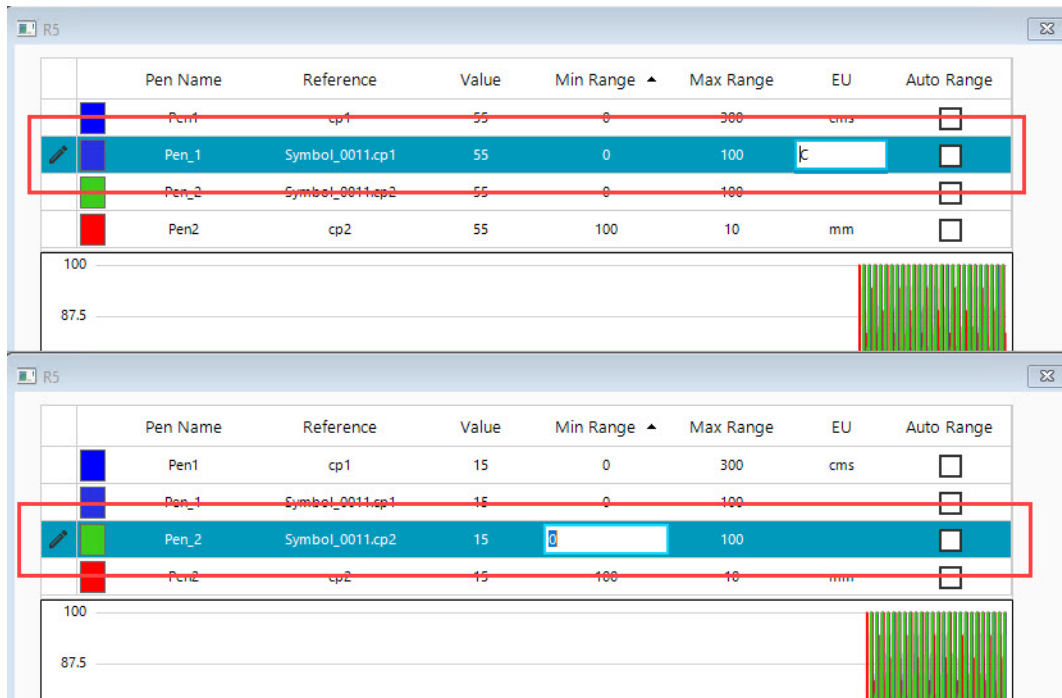 R5
Pen Name Reference Value Min Range Max Range EU Auto Range
Pen1 cp1 55 0 300 cms
Pen_1 Symbol_0011.cp1 55 0 100 c
Pen_2 Symbol_0011.cp2 55 0 100
Pen2 cp2 55 100 10 mm
100
87.5
R5
Pen Name Reference Value Min Range Max Range EU Auto Range
Pen1 cp1 15 0 300 cms
Pen_1 Symbol_0011.cp1 15 0 100
Pen_2 Symbol_0011.cp2 15 0 100
Pen2 cp2 15 100 10 mm
100
87.5